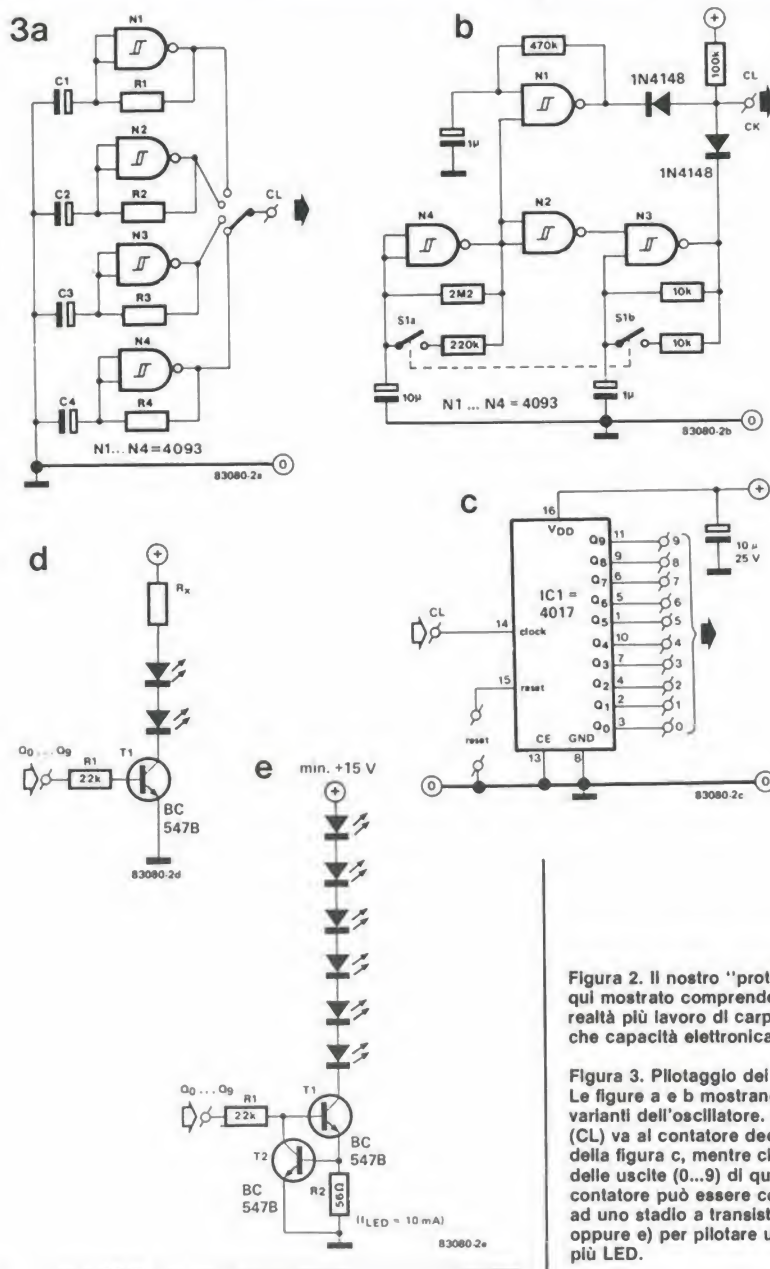 3a
N1
C1
R1
N2
C2
R2
CL
N3
C3
R3
N4
C4
R4
N1... N4=4093
83080-2a
0
b
470k
N1
1µ
1N4148
+
100k
CL
CK
1N4148
N4
N2
N3
2M2
10k
S1a
S1b
220k
10k
10µ
1µ
N1 ... N4 = 4093
0
83080-2b
c
+
16
VDD
10 µ
25 V
IC1 =
4017
CL
14
clock
15
reset
reset
Q9 11 9
Q8 9 8
Q7 6 7
Q6 5 6
Q5 1 5
Q4 10 4
Q3 7 3
Q2 4 2
Q1 2 1
Q0 3 0
CE
GND
13
8
0
0
83080-2c
d
+
Rx
Q0 ... Q9
R1
22k
T1
BC
547B
83080-2d
e
min. +15 V
+
Q0 ... Q9
R1
22k
T1
BC
547B
T2
BC
547B
R2
56Ω
(ILED = 10 mA)
83080-2e
Figura 2. Il nostro "prot
qui mostrato comprende
realtà più lavoro di carp
che capacità elettronica
Figura 3. Pilotaggio dei
Le figure a e b mostrano
varianti dell'oscillatore.
(CL) va al contatore dec
della figura c, mentre ci
delle uscite (0...9) di qu
contatore può essere co
ad uno stadio a transist
oppure e) per pilotare u
più LED.